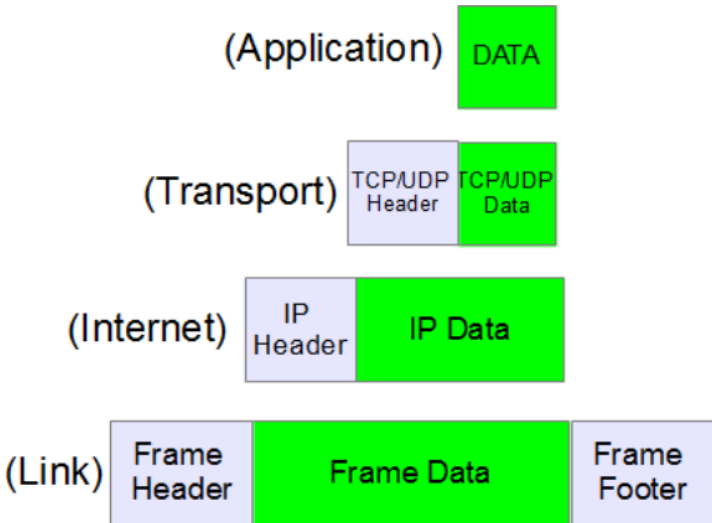 (Application) DATA
(Transport) TCP/UDP Header TCP/UDP Data
(Internet) IP Header IP Data
(Link) Frame Header Frame Data Frame Footer